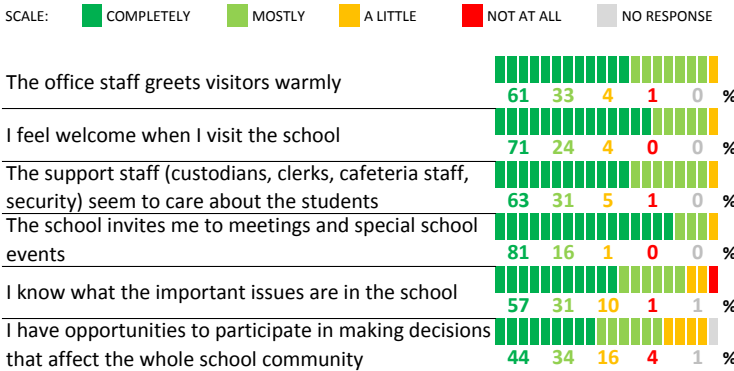 SCALE: COMPLETELY MOSTLY A LITTLE NOT AT ALL NO RESPONSE
The office staff greets visitors warmly
61 33 4 1 0 %
I feel welcome when I visit the school
71 24 4 0 0 %
The support staff (custodians, clerks, cafeteria staff,
security) seem to care about the students
63 31 5 1 0 %
The school invites me to meetings and special school
events
81 16 1 0 0 %
I know what the important issues are in the school
57 31 10 1 1 %
I have opportunities to participate in making decisions
that affect the whole school community
44 34 16 4 1 %